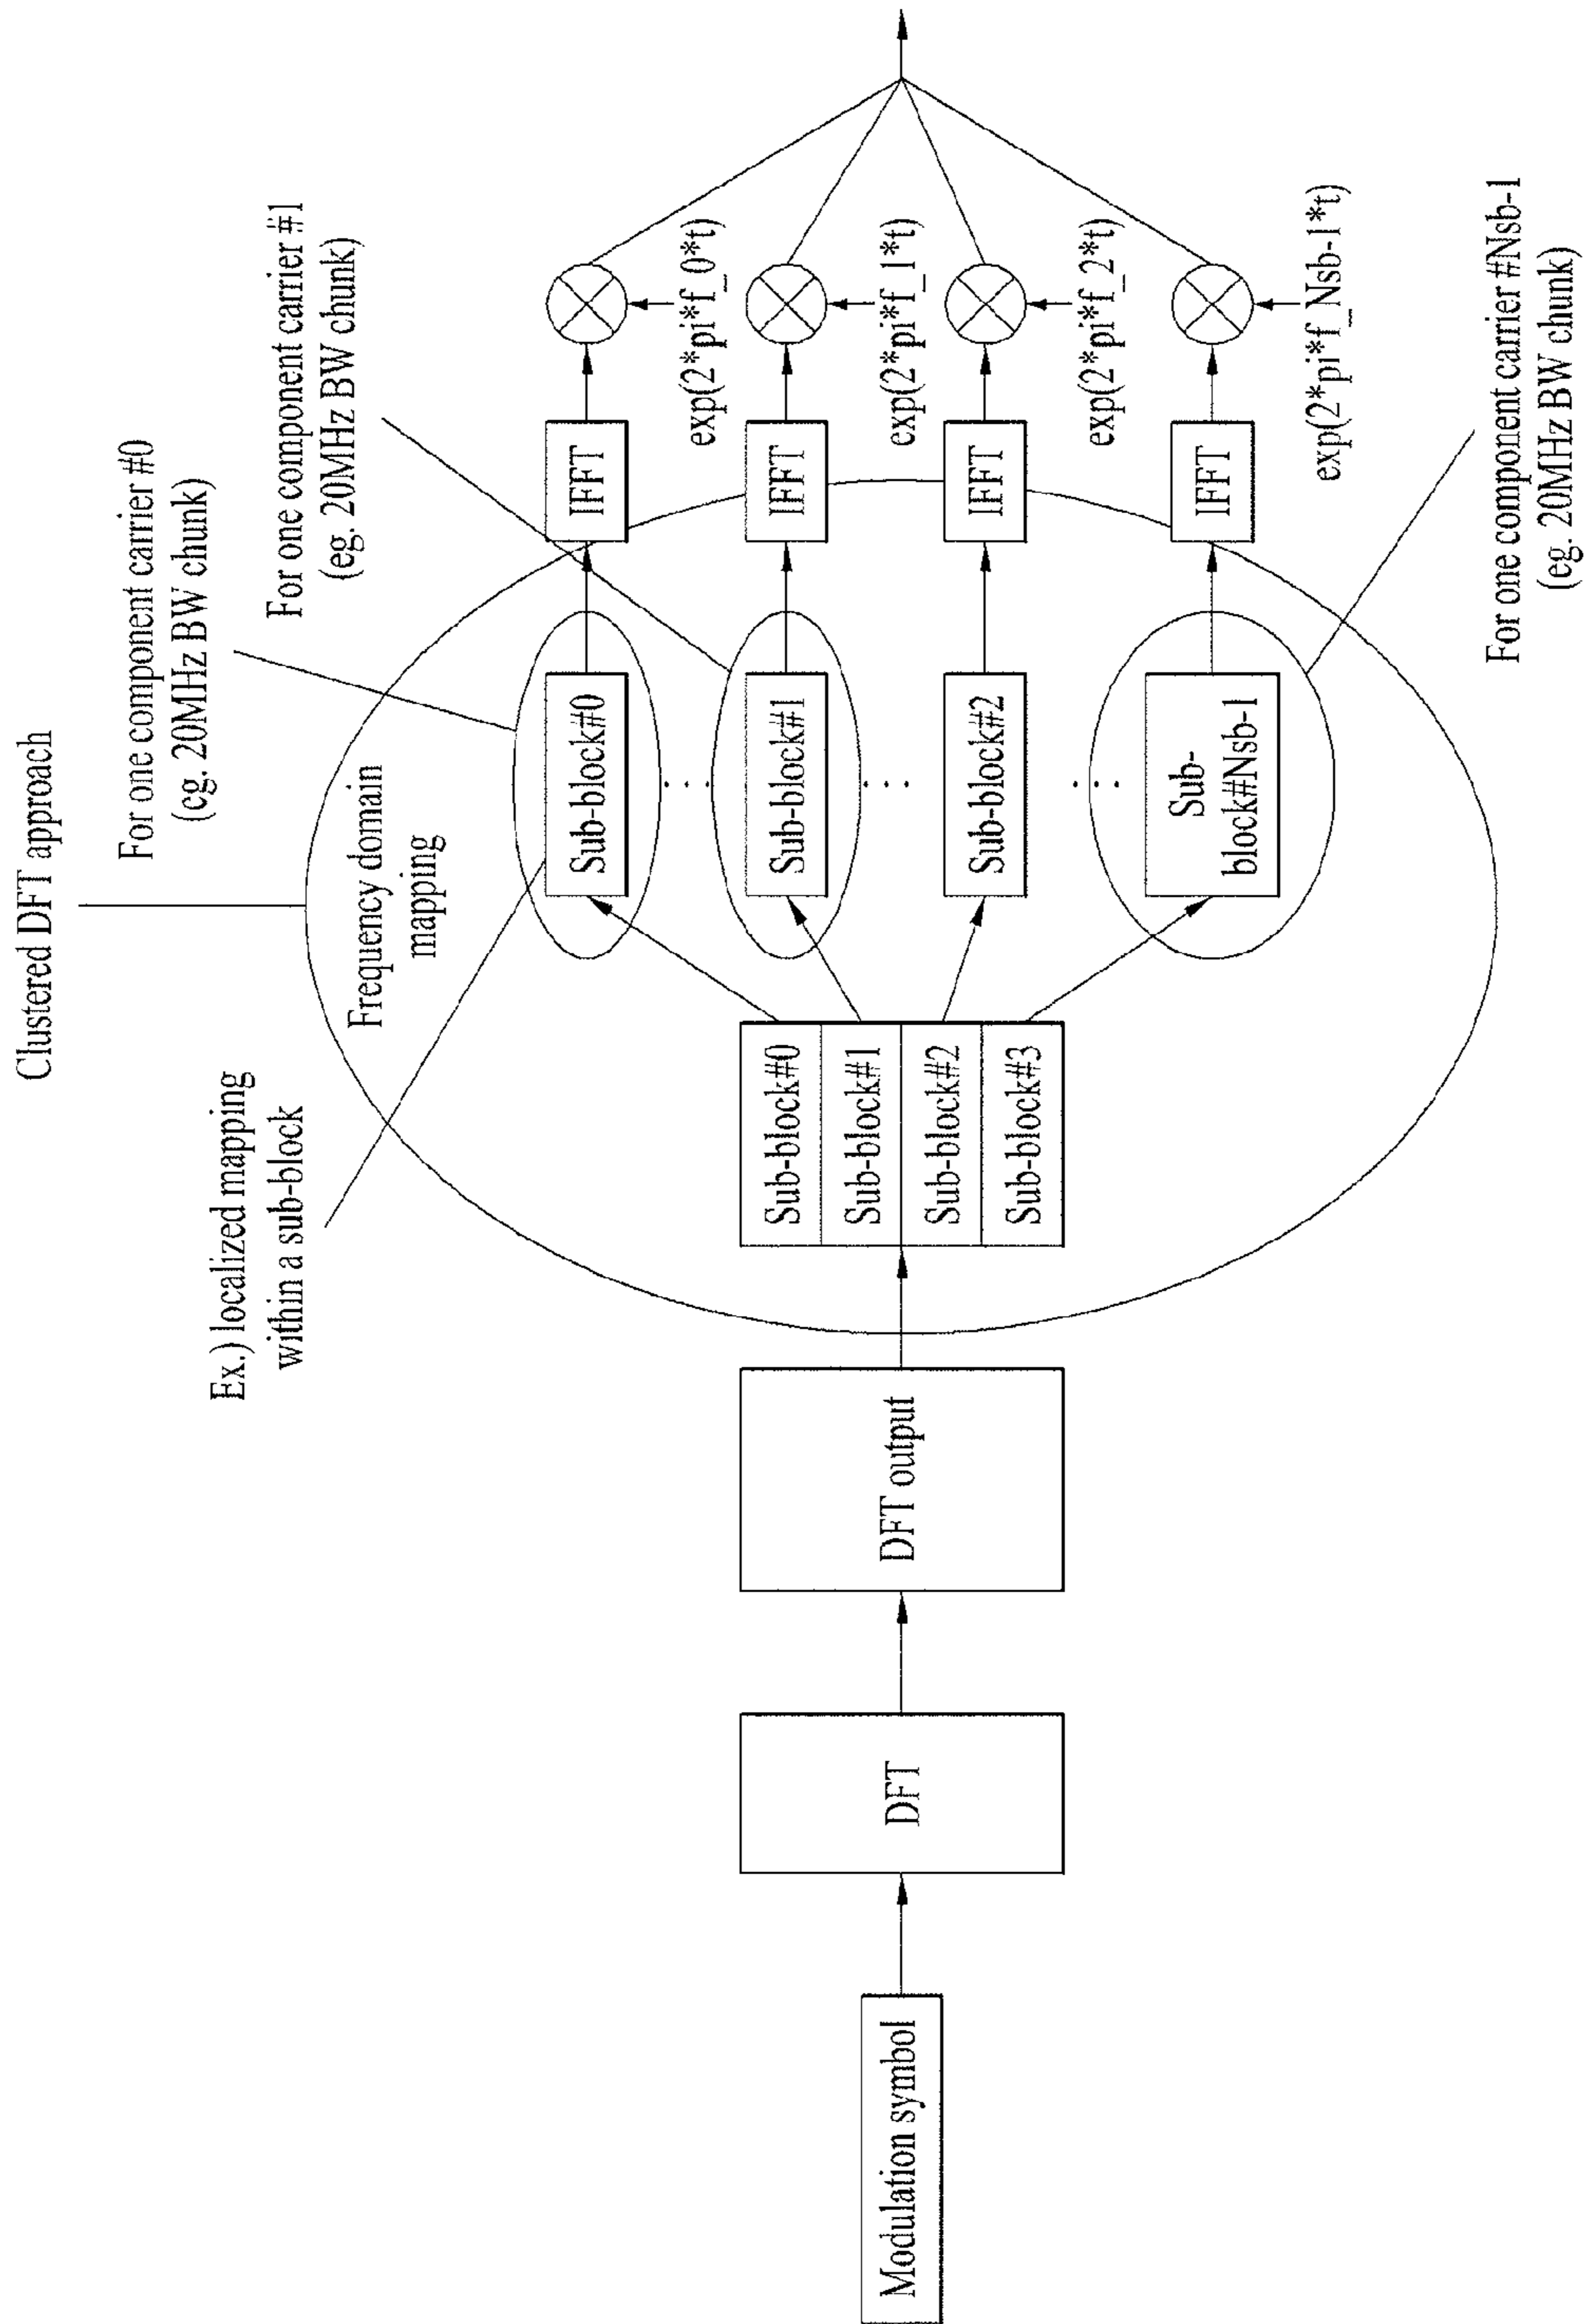 Clustered DFT approach
For one component carrier #0
(eg. 20MHz BW chunk)
For one component carrier #1
(eg. 20MHz BW chunk)
Ex.) localized mapping
within a sub-block
Frequency domain
mapping
Modulation symbol
DFT
DFT output
Sub-block#0
Sub-block#1
Sub-block#2
Sub-block#3
Sub-block#0
IFFT
exp(2*pi*f_0*t)
Sub-block#1
IFFT
exp(2*pi*f_1*t)
Sub-block#2
IFFT
exp(2*pi*f_2*t)
Sub-
block#Nsb-1
IFFT
exp(2*pi*f_Nsb-1*t)
For one component carrier #Nsb-1
(eg. 20MHz BW chunk)